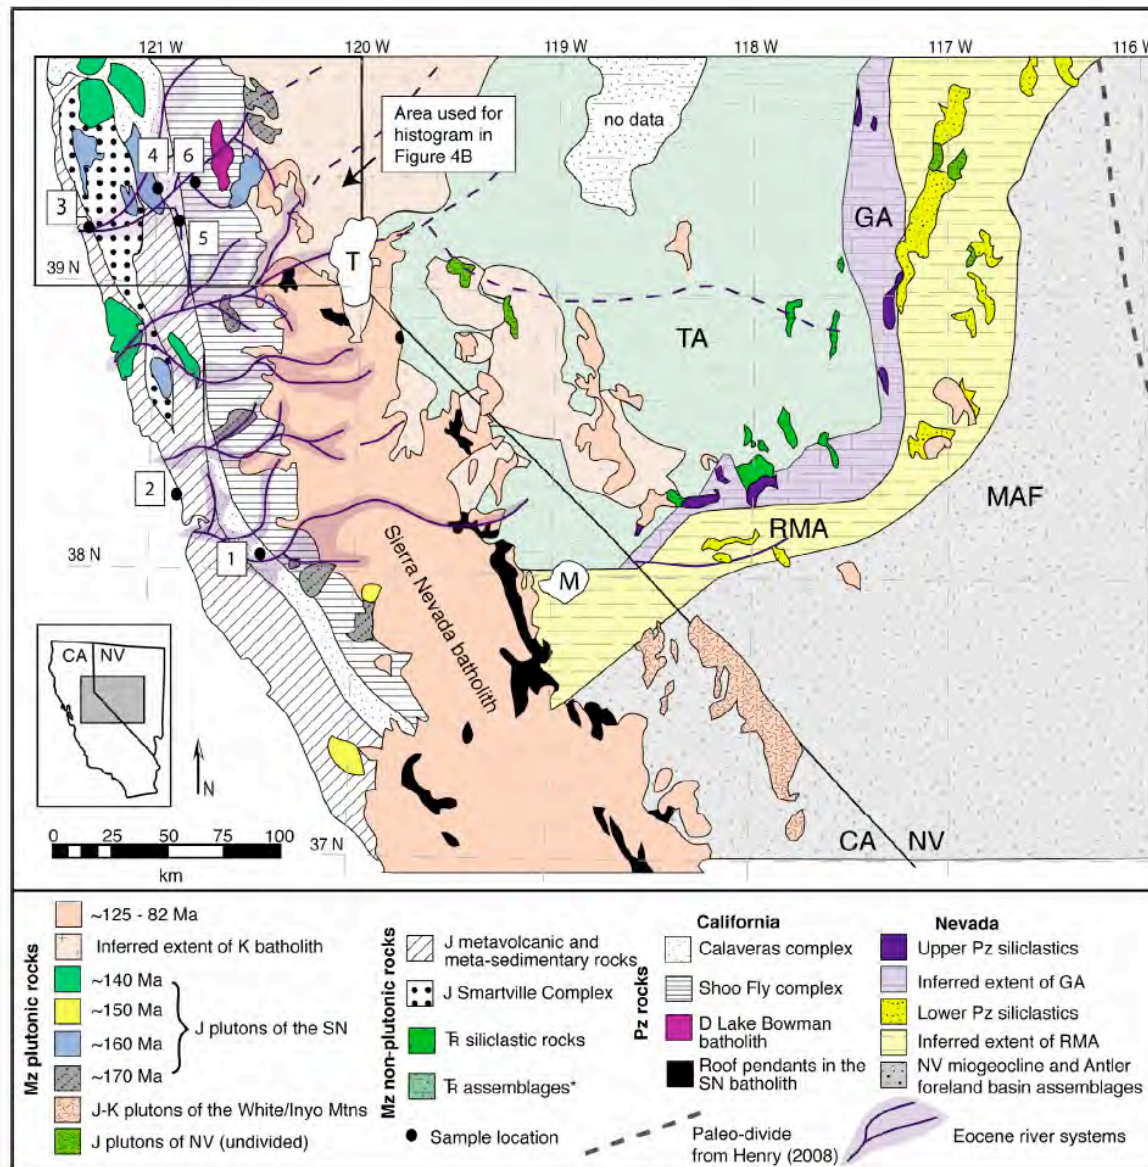 121 W
120 W
119 W
118 W
117 W
116 W
Area used for
histogram in
Figure 4B
no data
4
6
3
5
GA
39 N
T
TA
2
MAF
RMA
38 N
1
M
Sierra Nevada batholith
CA
NV
N
0
25
50
75
100
km
37 N
CA
NV
Mz plutonic rocks
~125 - 82 Ma
Inferred extent of K batholith
~140 Ma
~150 Ma
J plutons of the SN
~160 Ma
~170 Ma
J-K plutons of the White/Inyo Mtns
J plutons of NV (undivided)
Mz non-plutonic rocks
J metavolcanic and
meta-sedimentary rocks
J Smartville Complex
TR siliclastic rocks
TR assemblages*
Sample location
Pz rocks
California
Calaveras complex
Shoo Fly complex
D Lake Bowman
batholith
Roof pendants in the
SN batholith
Paleo-divide
from Henry (2008)
Nevada
Upper Pz siliclastics
Inferred extent of GA
Lower Pz siliclastics
Inferred extent of RMA
NV miogeocline and Antler
foreland basin assemblages
Eocene river systems